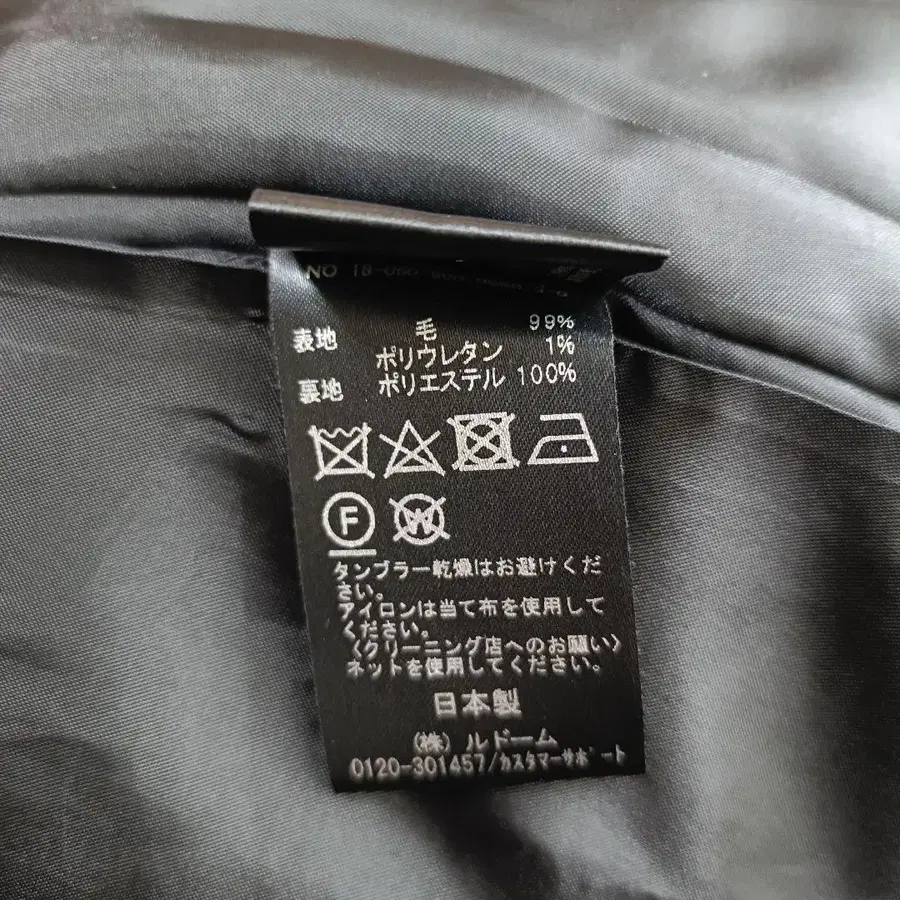 NO 18-060
表地 毛 99%
ポリウレタン 1%
裏地 ポリエステル 100%
F W
タンブラー乾燥はお避けくだ
さい。
アイロンは当て布を使用して
ください。
〈クリーニング店へのお願い〉
ネットを使用してください。
日本製
(株) ルドーム
0120-301457/カスタマーサポート